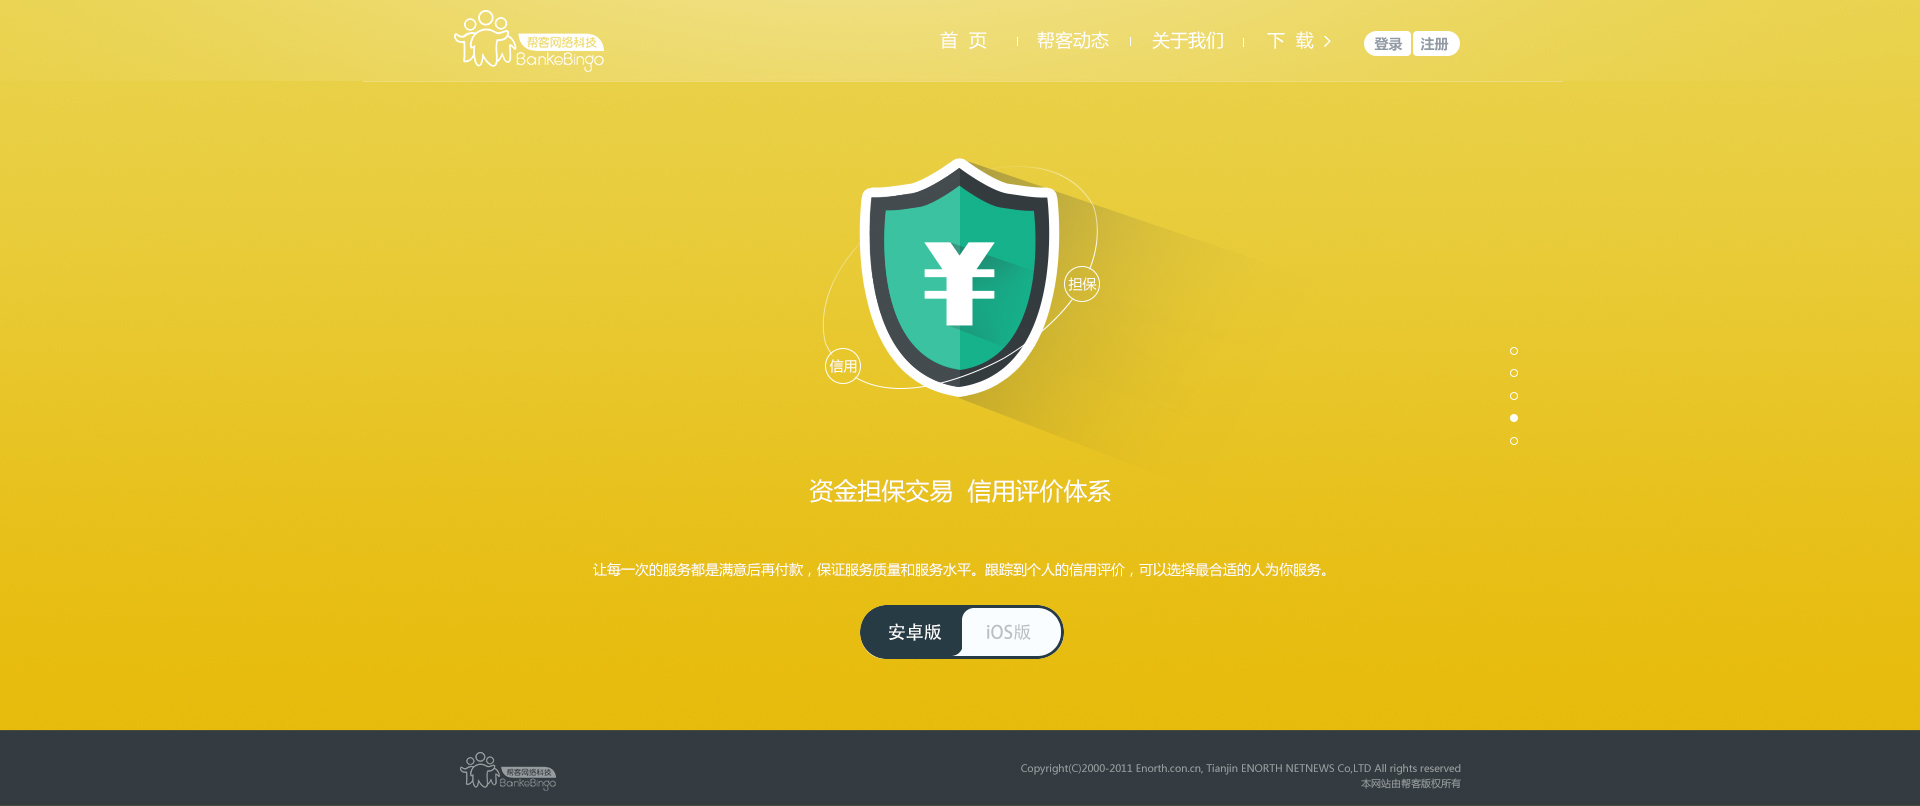 帮客网络科技
BankeBingo
首 页
帮客动态
关于我们
下 载
登录
注册
¥
担保
信用
资金担保交易 信用评价体系
让每一次的服务都是满意后再付款，保证服务质量和服务水平。跟踪到个人的信用评价，可以选择最合适的人为你服务。
安卓版
iOS版
帮客网络科技
BankeBingo
Copyright(C)2000-2011 Enorth.con.cn, Tianjin ENORTH NETNEWS Co,LTD All rights reserved
本网站由帮客版权所有